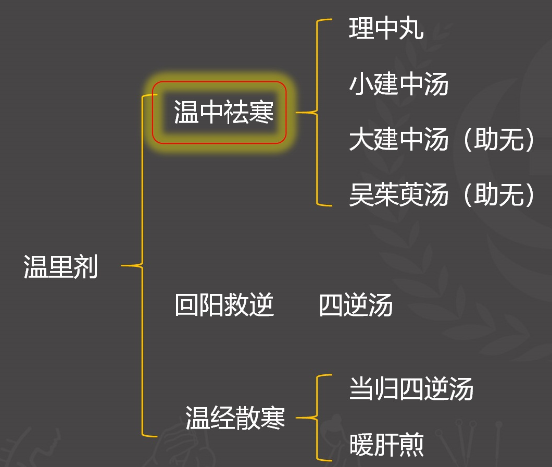 理中丸
小建中汤
温中祛寒
大建中汤（助无）
吴茱萸汤（助无）
温里剂
回阳救逆 四逆汤
当归四逆汤
温经散寒
暖肝煎